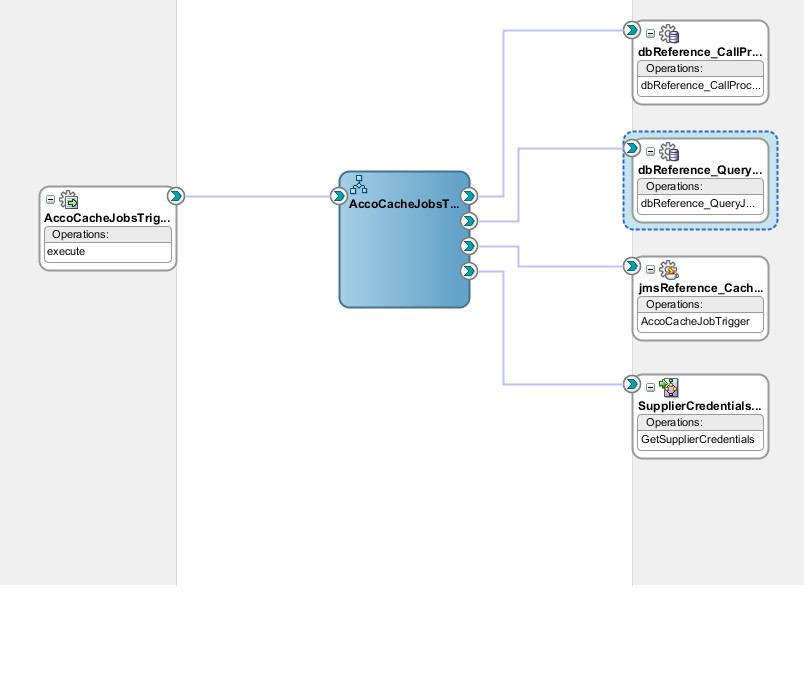 AccoCacheJobsTrig...
Operations:
execute
AccoCacheJobsT...
dbReference_CallPr...
Operations:
dbReference_CallProc...
dbReference_Query...
Operations:
dbReference_QueryJ...
jmsReference_Cach...
Operations:
AccoCacheJobTrigger
SupplierCredentials...
Operations:
GetSupplierCredentials